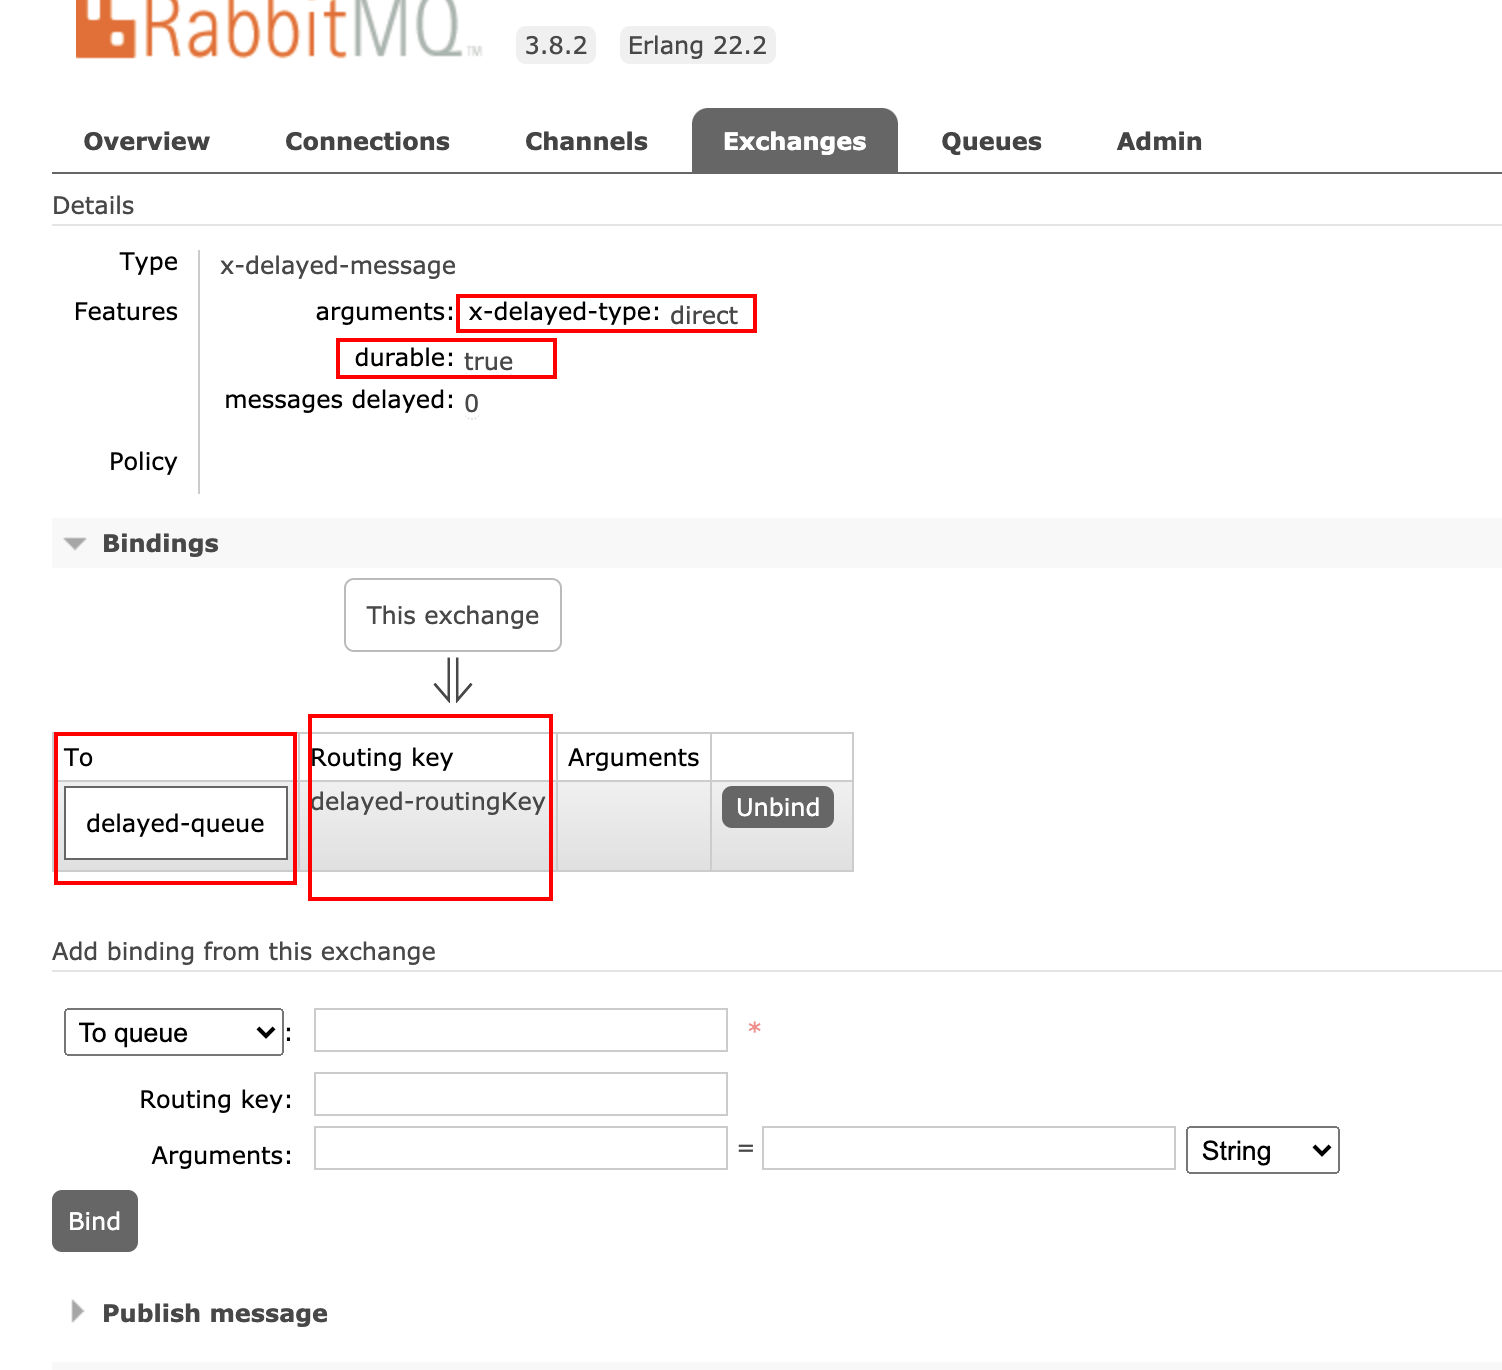 RabbitMQ™ 3.8.2 Erlang 22.2
Overview Connections Channels Exchanges Queues Admin
Details
Type x-delayed-message
Features arguments: x-delayed-type: direct
durable: true
messages delayed: 0
Policy
Bindings
This exchange
⇓
To Routing key Arguments
delayed-queue delayed-routingKey Unbind
Add binding from this exchange
To queue : *
Routing key:
Arguments: = String
Bind
Publish message